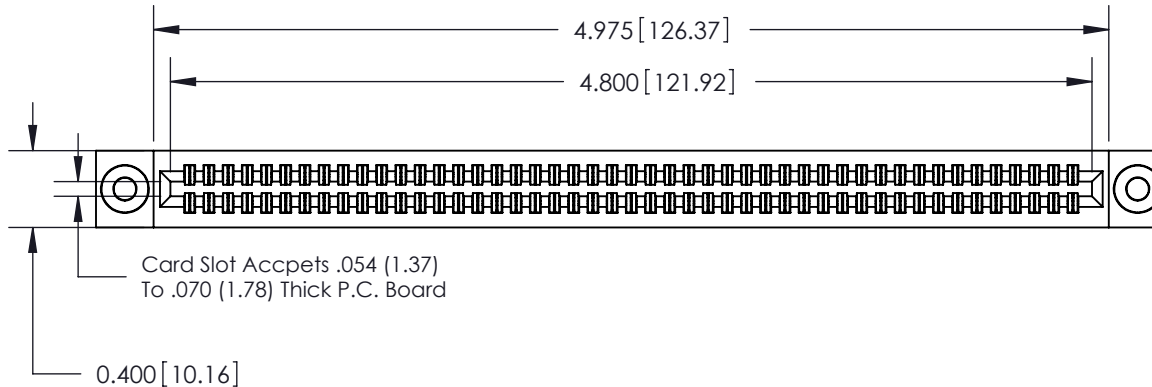 4.975 [126.37]
4.800 [121.92]
Card Slot Accpets .054 (1.37)
To .070 (1.78) Thick P.C. Board
0.400 [10.16]